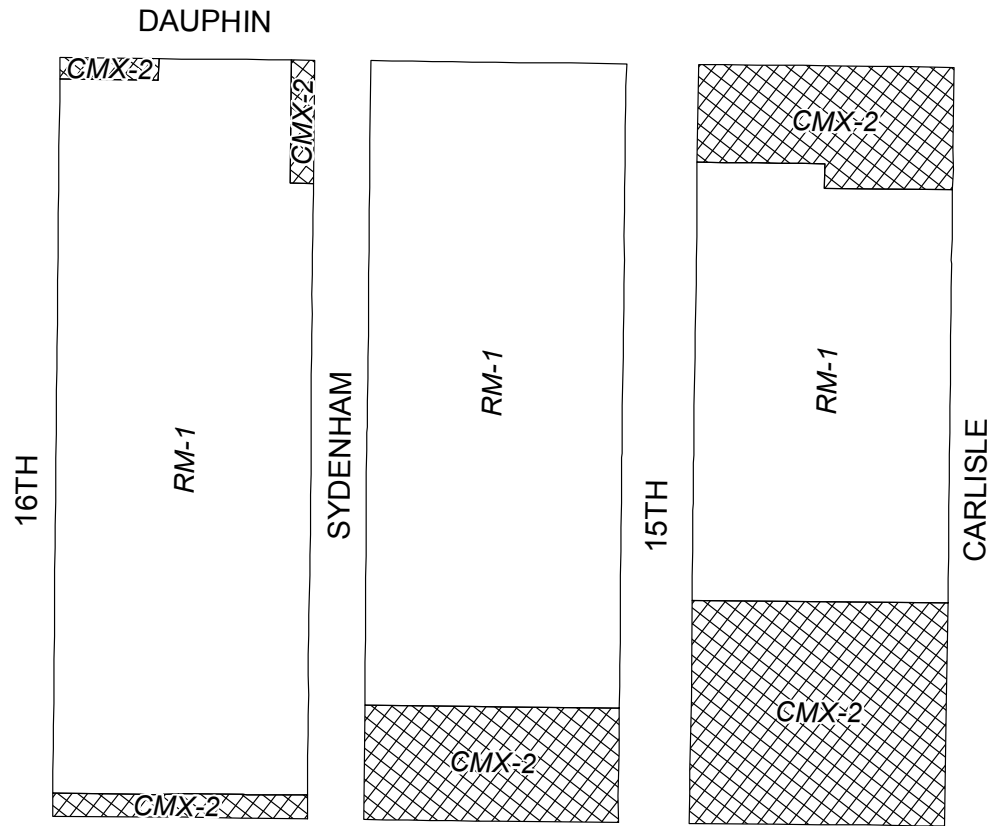 DAUPHIN
CMX-2
CMX-2
CMX-2
RM-1
RM-1
RM-1
16TH
SYDENHAM
15TH
CARLISLE
CMX-2
CMX-2
CMX-2